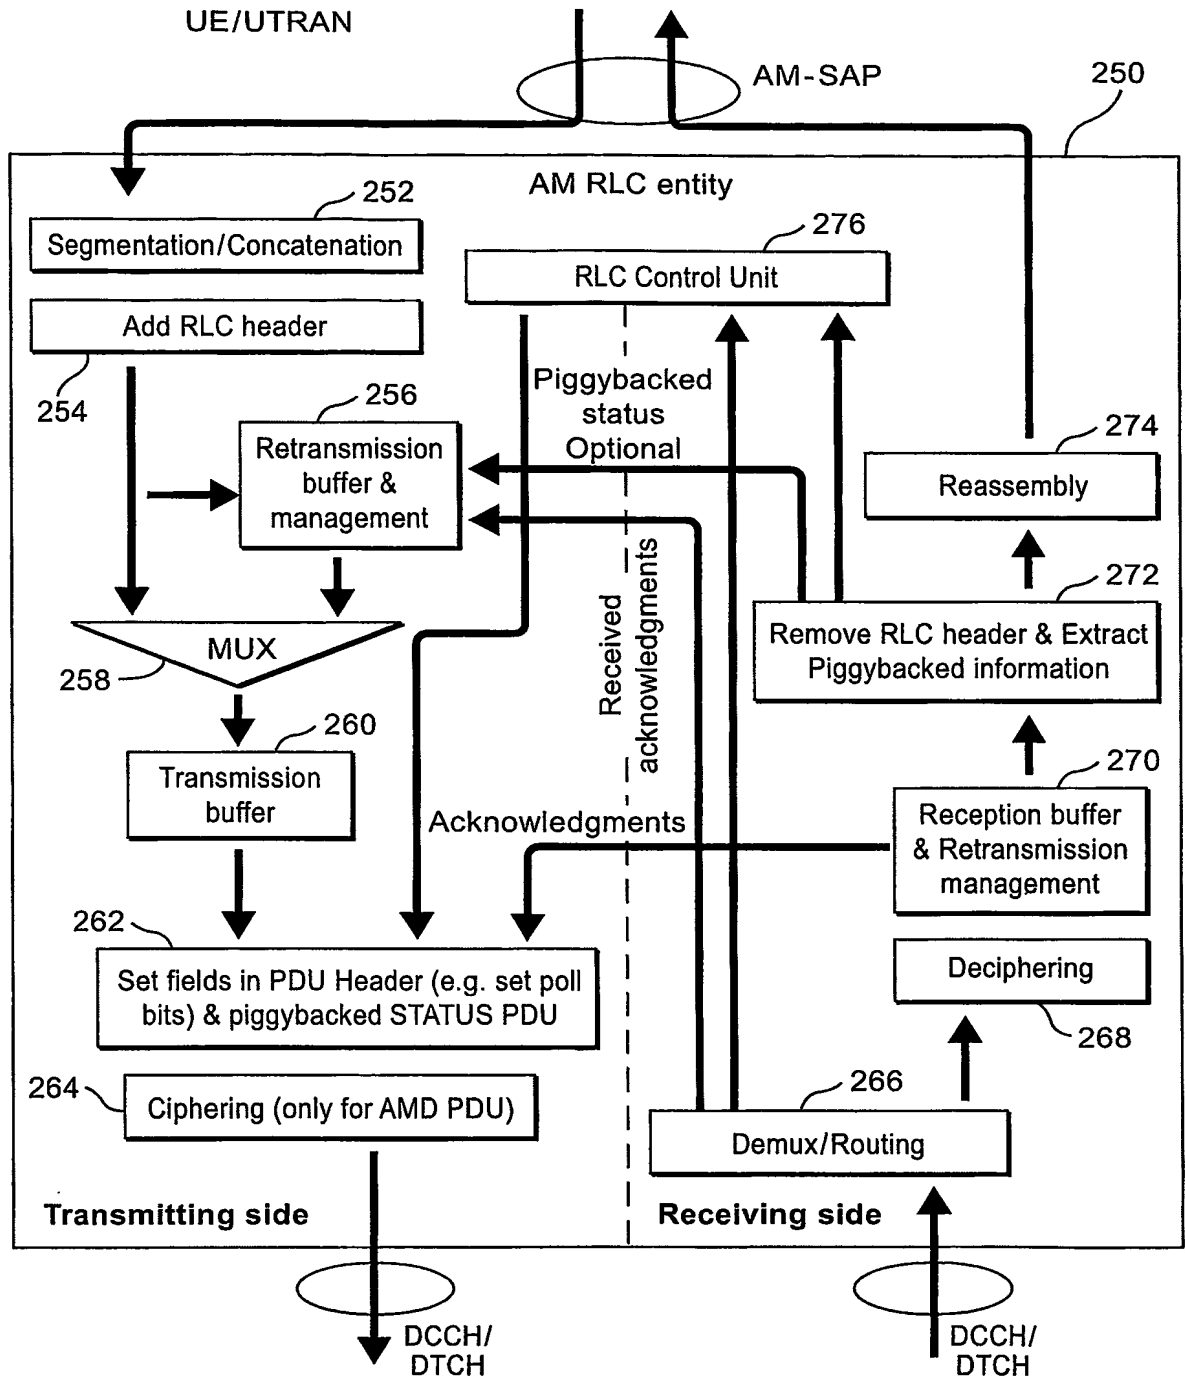 UE/UTRAN
AM-SAP
250
AM RLC entity
252
Segmentation/Concatenation
276
RLC Control Unit
Add RLC header
254
Piggybacked
status
Optional
256
Retransmission
buffer &
management
274
Reassembly
Received
acknowledgments
272
Remove RLC header & Extract
Piggybacked information
MUX
258
260
Transmission
buffer
270
Reception buffer
& Retransmission
management
Acknowledgments
262
Set fields in PDU Header (e.g. set poll
bits) & piggybacked STATUS PDU
Deciphering
268
264
Ciphering (only for AMD PDU)
266
Demux/Routing
Transmitting side
Receiving side
DCCH/
DTCH
DCCH/
DTCH